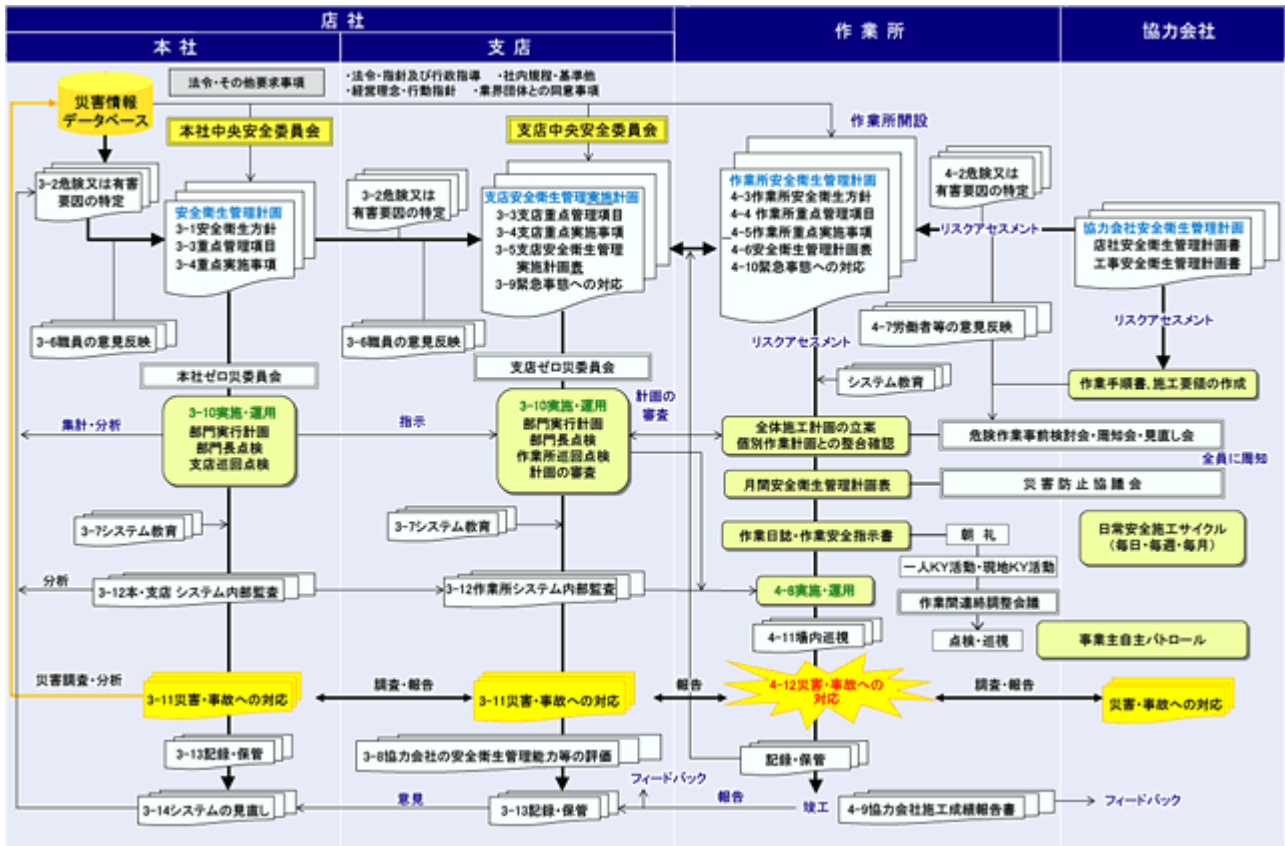 店 社
本 社
支 店
作 業 所
協力会社
災害情報
データベース
法令・その他要求事項
・法令・指針及び行政指導 ・社内規程・基準他
・経営理念・行動指針 ・業界団体との同意事項
本社中央安全委員会
支店中央安全委員会
作業所開設
3-2危険又は有害
要因の特定
安全衛生管理計画
3-1安全衛生方針
3-3重点管理項目
3-4重点実施事項
3-2危険又は
有害要因の特定
支店安全衛生管理実施計画
3-3支店重点管理項目
3-4支店重点実施事項
3-5支店安全衛生管理
実施計画表
3-9緊急事態への対応
作業所安全衛生管理計画
4-3作業所安全衛生方針
4-4 作業所重点管理項目
4-5作業所重点実施事項
4-6安全衛生管理計画表
4-10緊急事態への対応
4-2危険又は
有害要因の特定
リスクアセスメント
協力会社安全衛生管理計画
店社安全衛生管理計画書
工事安全衛生管理計画書
3-6職員の意見反映
3-6職員の意見反映
4-7労働者等の意見反映
リスクアセスメント
リスクアセスメント
本社ゼロ災委員会
支店ゼロ災委員会
システム教育
作業手順書、施工要領の作成
集計・分析
3-10実施・運用
部門実行計画
部門長点検
支店巡回点検
指示
3-10実施・運用
部門実行計画
部門長点検
作業所巡回点検
計画の審査
計画の
審査
全体施工計画の立案
個別作業計画との整合確認
危険作業事前検討会・周知会・見直し会
全員に周知
月間安全衛生管理計画表
災 害 防 止 協 議 会
3-7システム教育
3-7システム教育
作業日誌・作業安全指示書
朝 礼
日常安全施工サイクル
(毎日・毎週・毎月)
一人KY活動・現地KY活動
分析
3-12本・支店 システム内部監査
3-12作業所システム内部監査
4-8実施・運用
作業間連絡調整会議
4-11場内巡視
点検・巡視
事業主自主パトロール
災害調査・分析
3-11災害・事故への対応
調査・報告
3-11災害・事故への対応
報告
4-12災害・事故への
対応
調査・報告
災害・事故への対応
3-13記録・保管
3-8協力会社の安全衛生管理能力等の評価
記録・保管
フィードバック
3-14システムの見直し
意見
3-13記録・保管
報告
竣工
4-9協力会社施工成績報告書
フィードバック